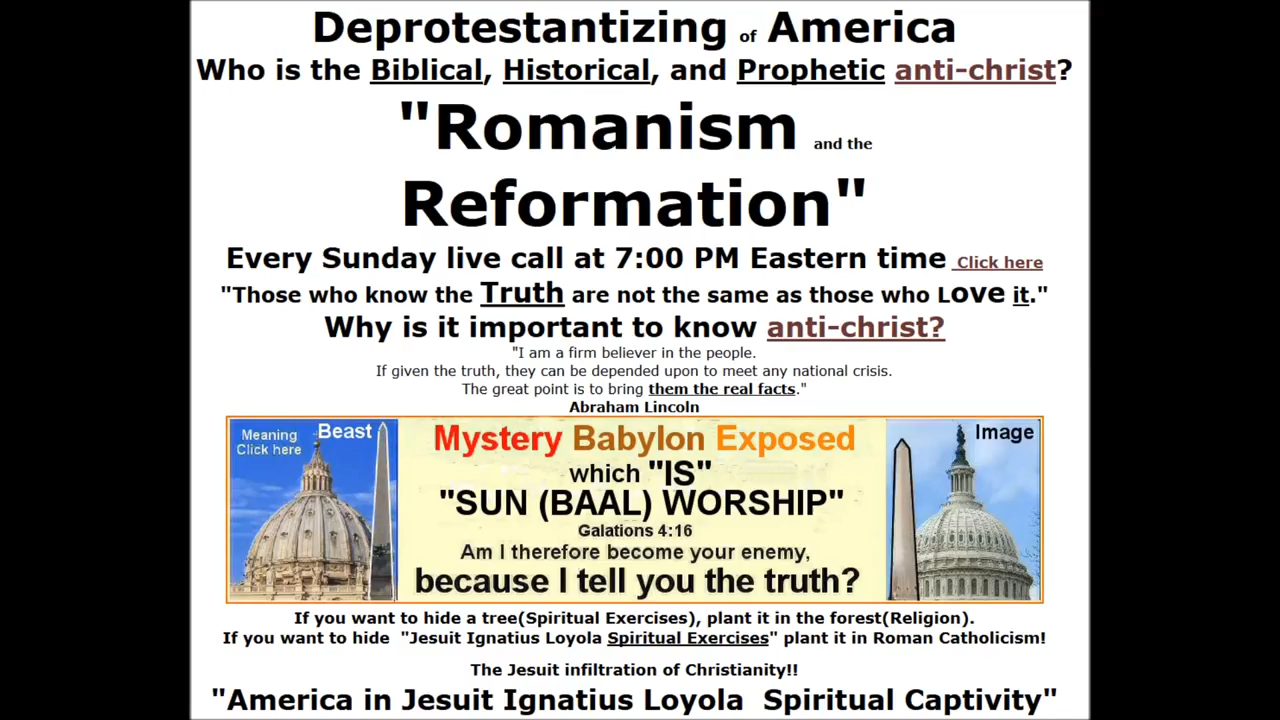 Deprotestantizing of America
Who is the Biblical, Historical, and Prophetic anti-christ?
"Romanism and the
Reformation"
Every Sunday live call at 7:00 PM Eastern time Click here
"Those who know the Truth are not the same as those who Love it."
Why is it important to know anti-christ?
"I am a firm believer in the people.
If given the truth, they can be depended upon to meet any national crisis.
The great point is to bring them the real facts."
Abraham Lincoln
Meaning
Click here
Beast
Mystery Babylon Exposed
which "IS"
"SUN (BAAL) WORSHIP"
Galations 4:16
Am I therefore become your enemy,
because I tell you the truth?
Image
If you want to hide a tree(Spiritual Exercises), plant it in the forest(Religion).
If you want to hide "Jesuit Ignatius Loyola Spiritual Exercises" plant it in Roman Catholicism!
The Jesuit infiltration of Christianity!!
"America in Jesuit Ignatius Loyola Spiritual Captivity"